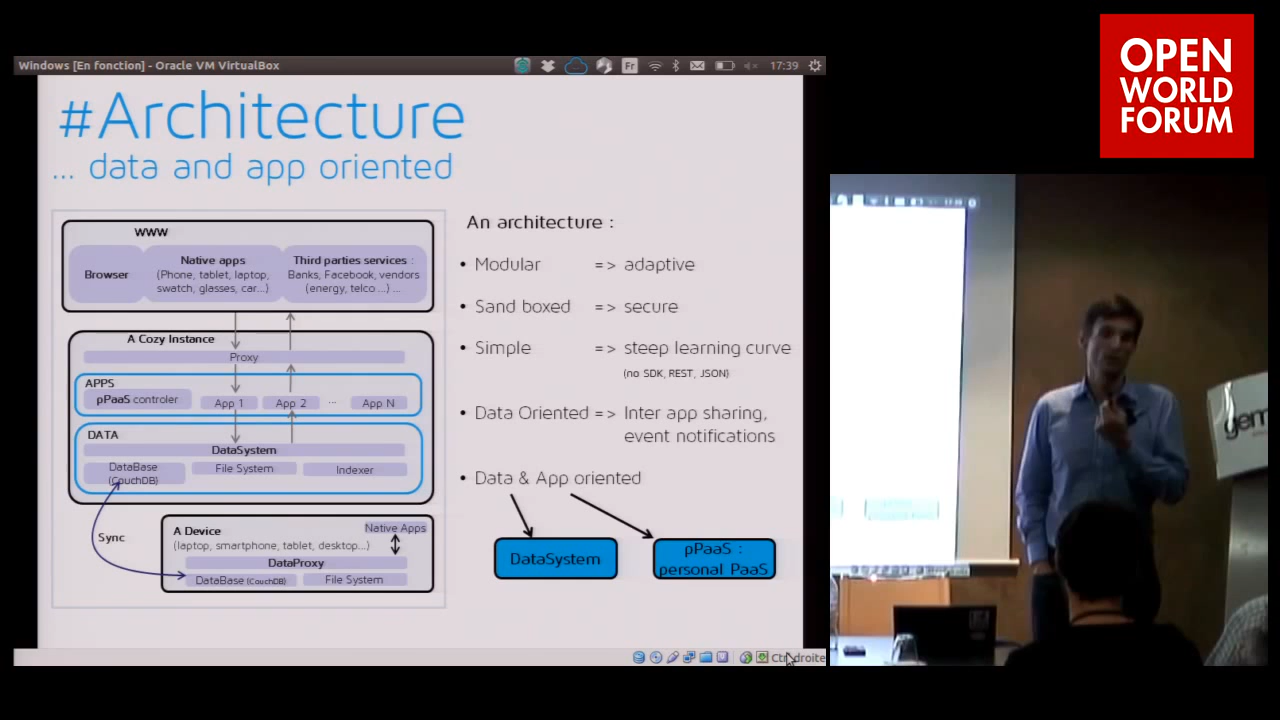 Windows [En fonction] - Oracle VM VirtualBox
Fr
17:39
#Architecture
... data and app oriented
WWW
Browser
Native apps
(Phone, tablet, laptop,
swatch, glasses, car...)
Third parties services :
Banks, Facebook, vendors
(energy, telco ...) ...
A Cozy Instance
Proxy
APPS
pPaaS controler
App 1
App 2
...
App N
DATA
DataSystem
DataBase
(CouchDB)
File System
Indexer
Sync
A Device
(laptop, smartphone, tablet, desktop...)
Native Apps
DataProxy
DataBase (CouchDB)
File System
An architecture :
• Modular => adaptive
• Sand boxed => secure
• Simple => steep learning curve
(no SDK, REST, JSON)
• Data Oriented => Inter app sharing,
event notifications
• Data & App oriented
DataSystem
pPaaS :
personal PaaS
OPEN
WORLD
FORUM